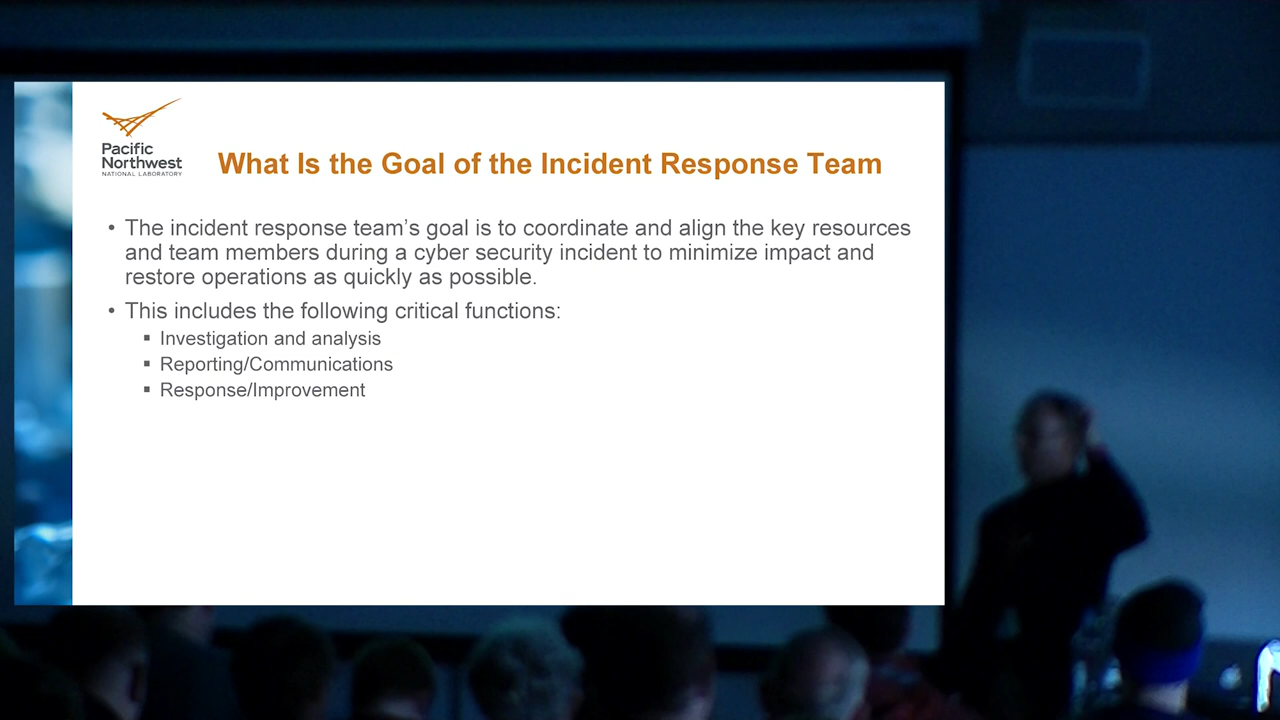 Pacific
Northwest
NATIONAL LABORATORY
What Is the Goal of the Incident Response Team
• The incident response team’s goal is to coordinate and align the key resources
and team members during a cyber security incident to minimize impact and
restore operations as quickly as possible.
• This includes the following critical functions:
▪ Investigation and analysis
▪ Reporting/Communications
▪ Response/Improvement